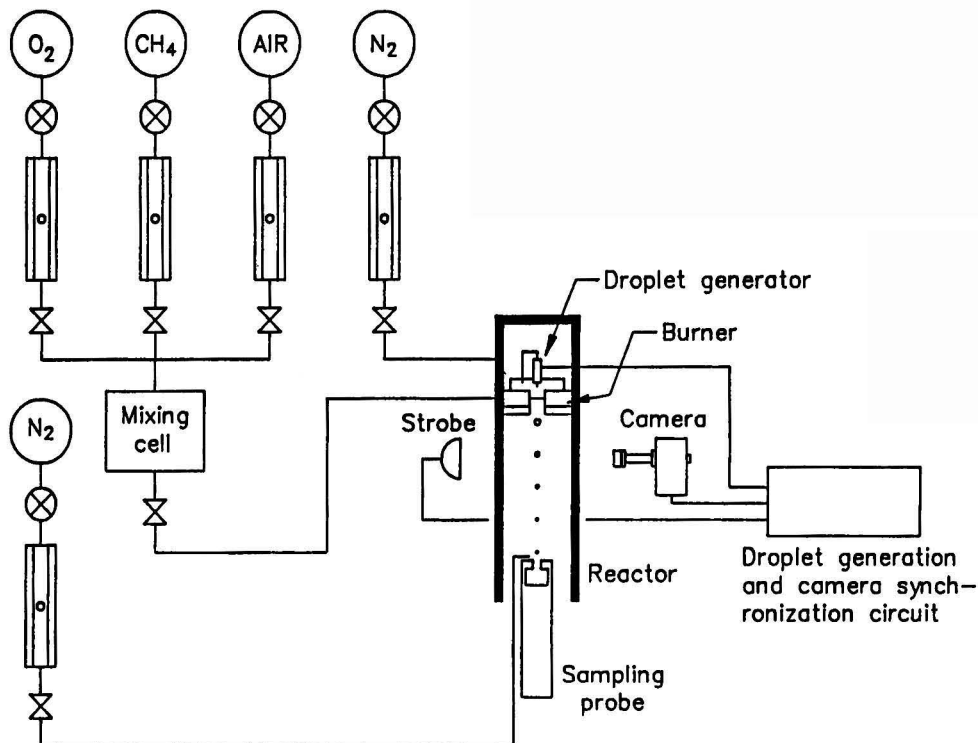 O2
CH4
AIR
N2
Droplet generator
Burner
Mixing
cell
N2
Strobe
Camera
Reactor
Droplet generation
and camera synch-
ronization circuit
Sampling
probe